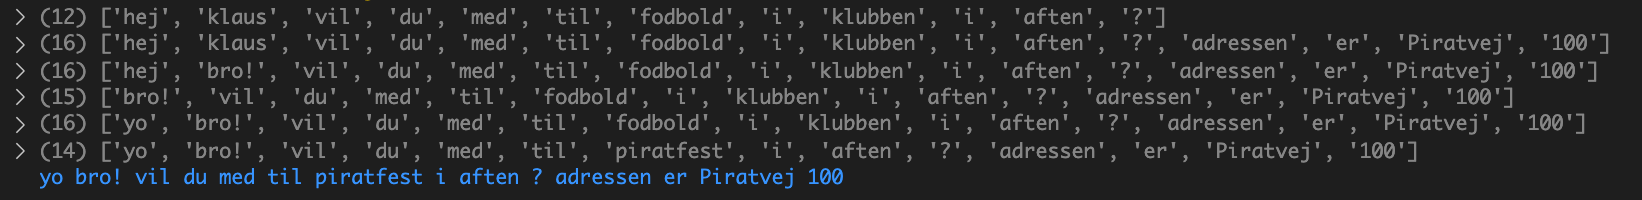 > (12) ['hej', 'klaus', 'vil', 'du', 'med', 'til', 'fodbold', 'i', 'klubben', 'i', 'aften', '?']
> (16) ['hej', 'klaus', 'vil', 'du', 'med', 'til', 'fodbold', 'i', 'klubben', 'i', 'aften', '?', 'adressen', 'er', 'Piratvej', '100']
> (16) ['hej', 'bro!', 'vil', 'du', 'med', 'til', 'fodbold', 'i', 'klubben', 'i', 'aften', '?', 'adressen', 'er', 'Piratvej', '100']
> (15) ['bro!', 'vil', 'du', 'med', 'til', 'fodbold', 'i', 'klubben', 'i', 'aften', '?', 'adressen', 'er', 'Piratvej', '100']
> (16) ['yo', 'bro!', 'vil', 'du', 'med', 'til', 'fodbold', 'i', 'klubben', 'i', 'aften', '?', 'adressen', 'er', 'Piratvej', '100']
> (14) ['yo', 'bro!', 'vil', 'du', 'med', 'til', 'piratfest', 'i', 'aften', '?', 'adressen', 'er', 'Piratvej', '100']
yo bro! vil du med til piratfest i aften ? adressen er Piratvej 100